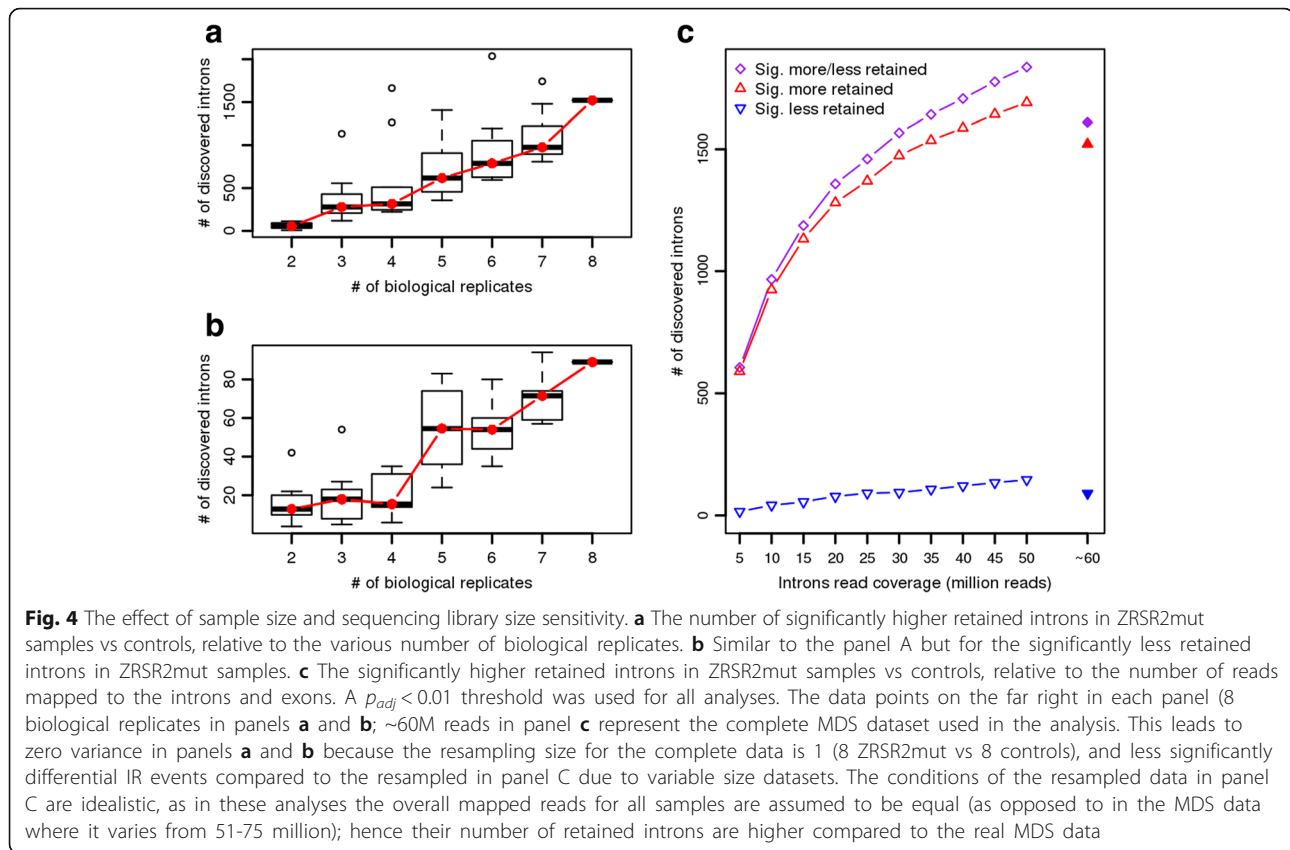 a
# of discovered introns
0 500 1500
2 3 4 5 6 7 8
# of biological replicates
b
# of discovered introns
20 40 60 80
2 3 4 5 6 7 8
# of biological replicates
c
Sig. more/less retained
Sig. more retained
Sig. less retained
# of discovered introns
0 500 1000 1500
5 10 15 20 25 30 35 40 45 50 ~60
Introns read coverage (million reads)
Fig. 4 The effect of sample size and sequencing library size sensitivity. a The number of significantly higher retained introns in ZRSR2mut
samples vs controls, relative to the various number of biological replicates. b Similar to the panel A but for the significantly less retained
introns in ZRSR2mut samples. c The significantly higher retained introns in ZRSR2mut samples vs controls, relative to the number of reads
mapped to the introns and exons. A padj < 0.01 threshold was used for all analyses. The data points on the far right in each panel (8
biological replicates in panels a and b; ~60M reads in panel c represent the complete MDS dataset used in the analysis. This leads to
zero variance in panels a and b because the resampling size for the complete data is 1 (8 ZRSR2mut vs 8 controls), and less significantly
differential IR events compared to the resampled in panel C due to variable size datasets. The conditions of the resampled data in panel
C are idealistic, as in these analyses the overall mapped reads for all samples are assumed to be equal (as opposed to in the MDS data
where it varies from 51-75 million); hence their number of retained introns are higher compared to the real MDS data